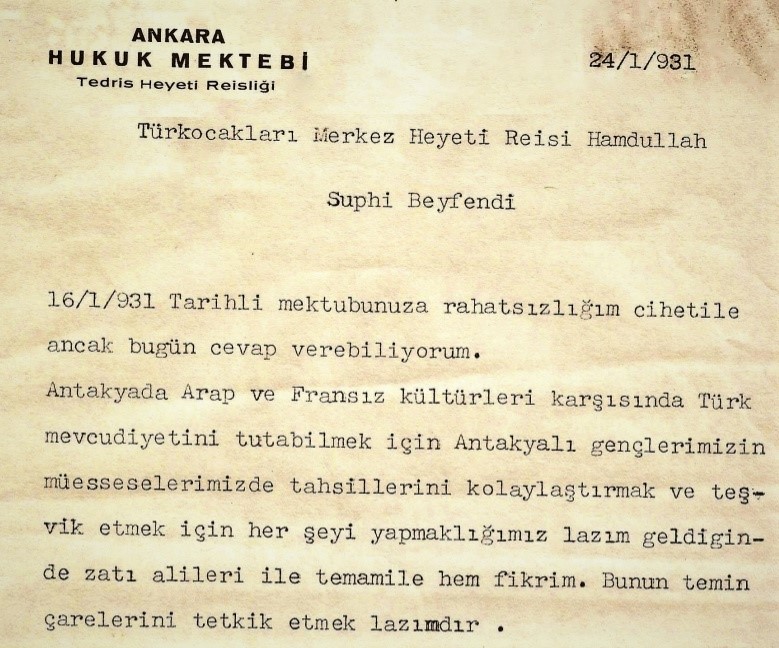 ANKARA
HUKUK MEKTEBİ
Tedris Heyeti Reisliği
24/1/931
Türkocakları Merkez Heyeti Reisi Hamdullah
Suphi Beyfendi
16/1/931 Tarihli mektubunuza rahatsızlığım cihetile
ancak bugün cevap verebiliyorum.
Antakyada Arap ve Fransız kültürleri karşısında Türk
mevcudiyetini tutabilmek için Antakyalı gençlerimizin
müesseselerimizde tahsillerini kolaylaştırmak ve teş-
vik etmek için her şeyi yapmaklığımız lazım geldigin-
de zatı alileri ile temamile hem fikrim. Bunun temin
çarelerini tetkik etmek lazımdır .